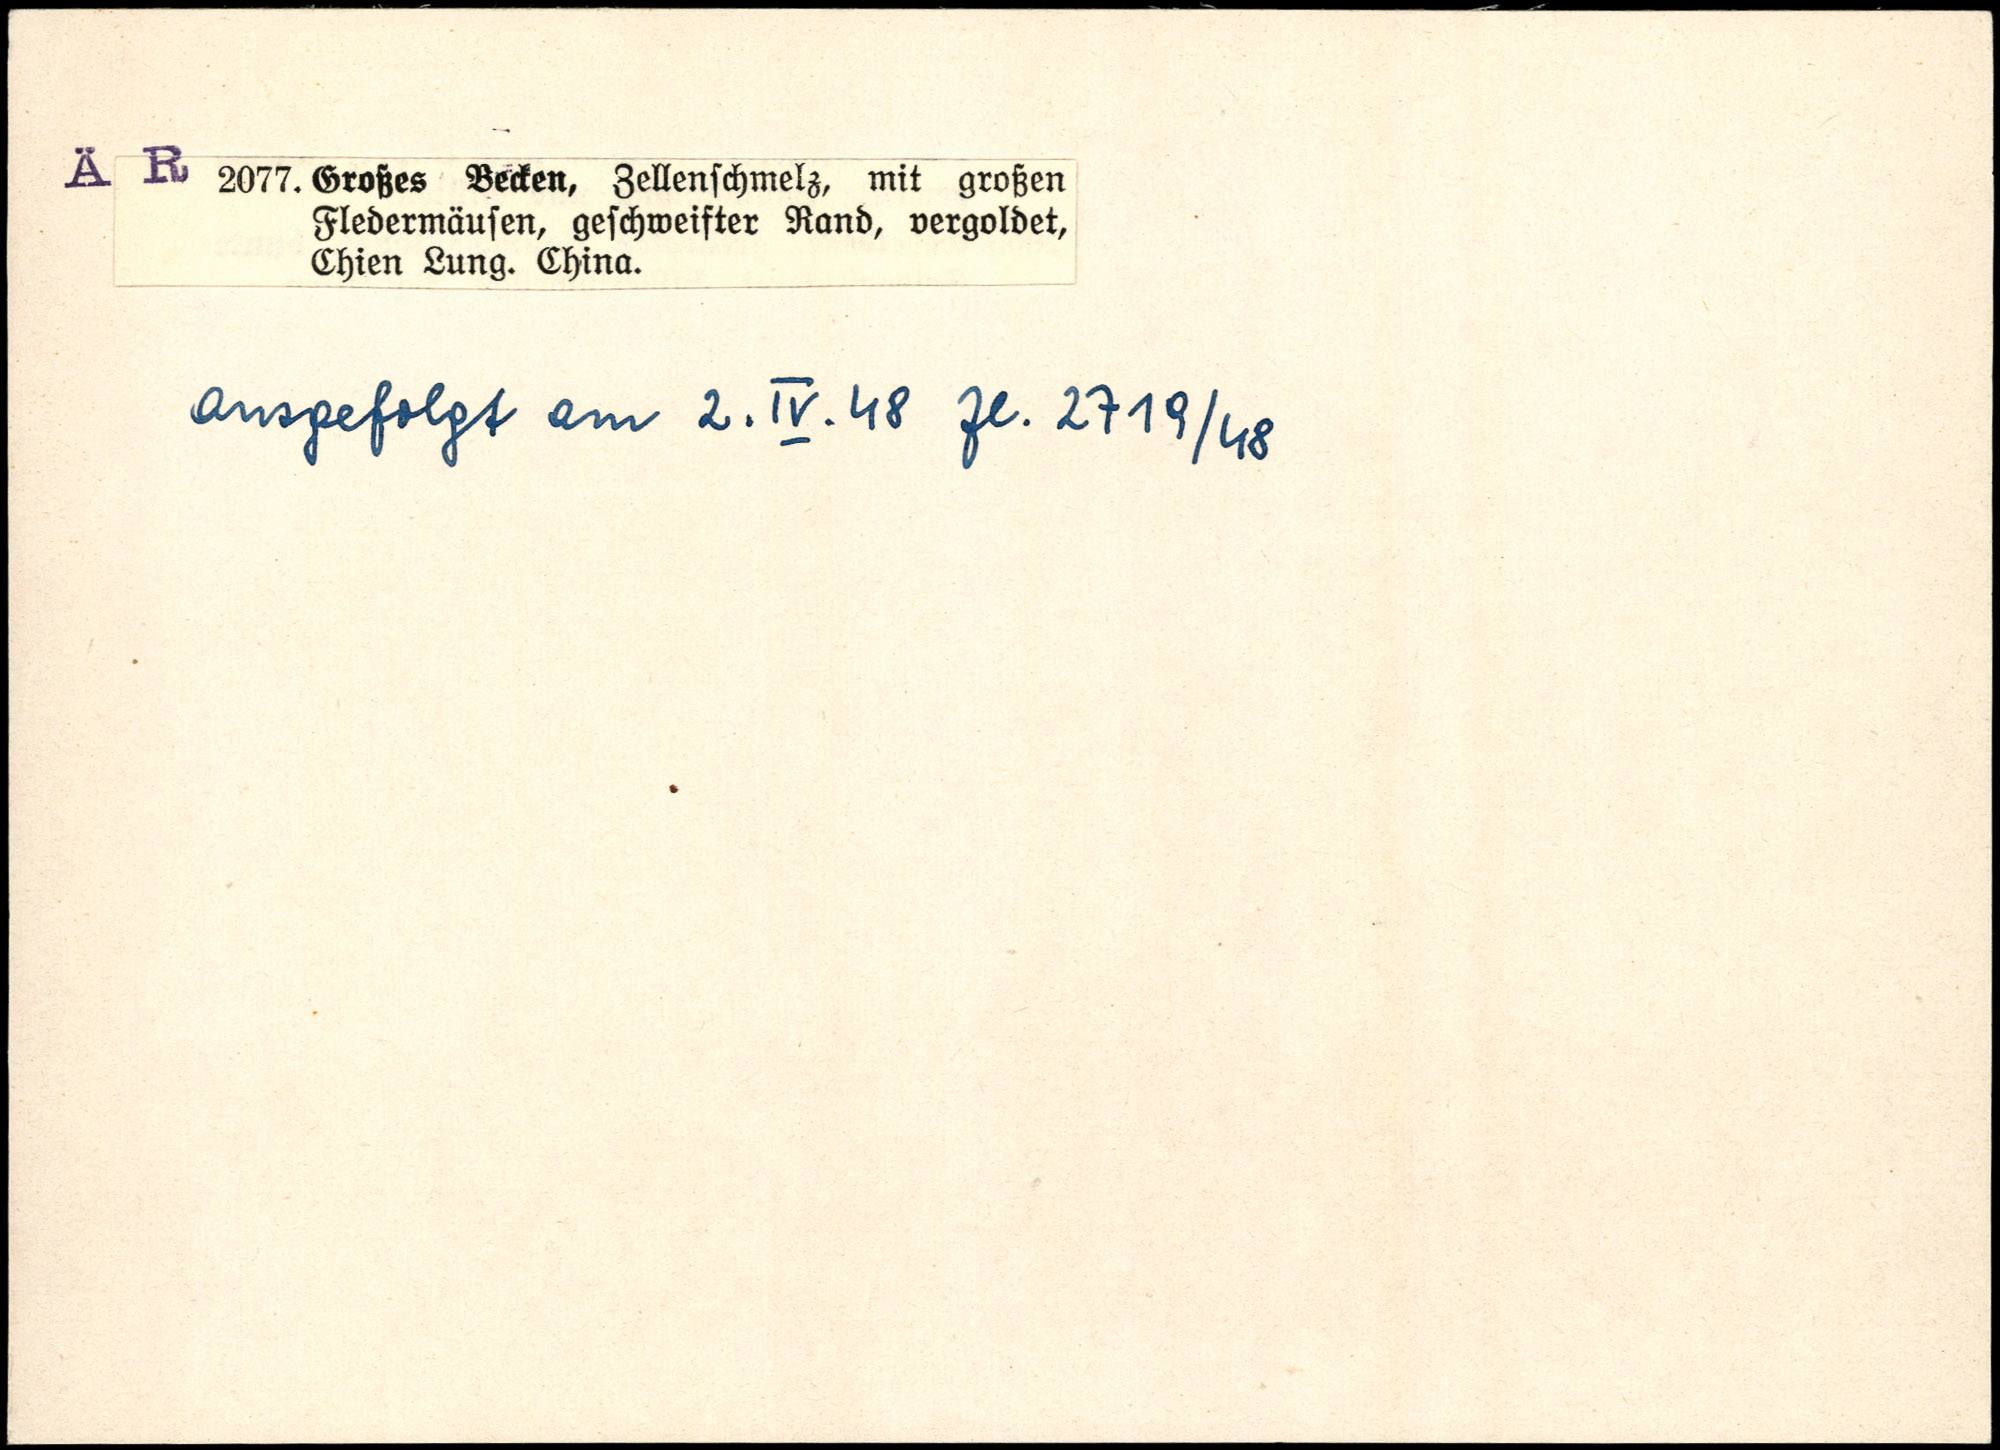 Ä R 2077. Großes Becken, Zellenſchmelz, mit großen
Fledermäuſen, geſchweifter Rand, vergoldet,
Chien Lung. China.
ausgefolgt am 2. IV. 48 Zl. 2719/48